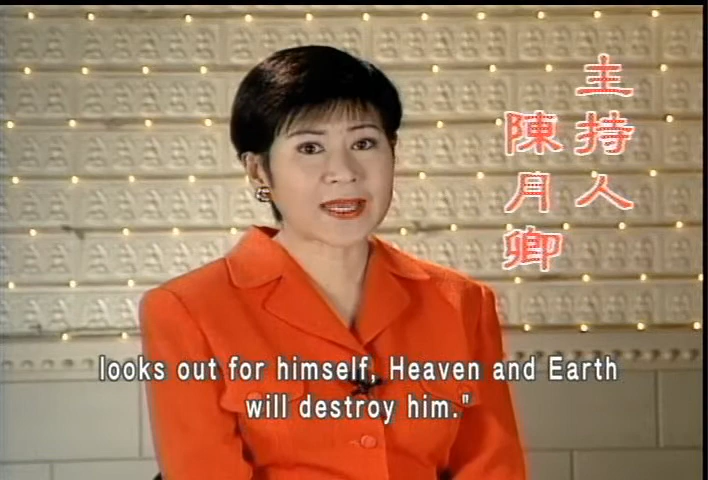 主持人
陳月卿
looks out for himself, Heaven and Earth
will destroy him."